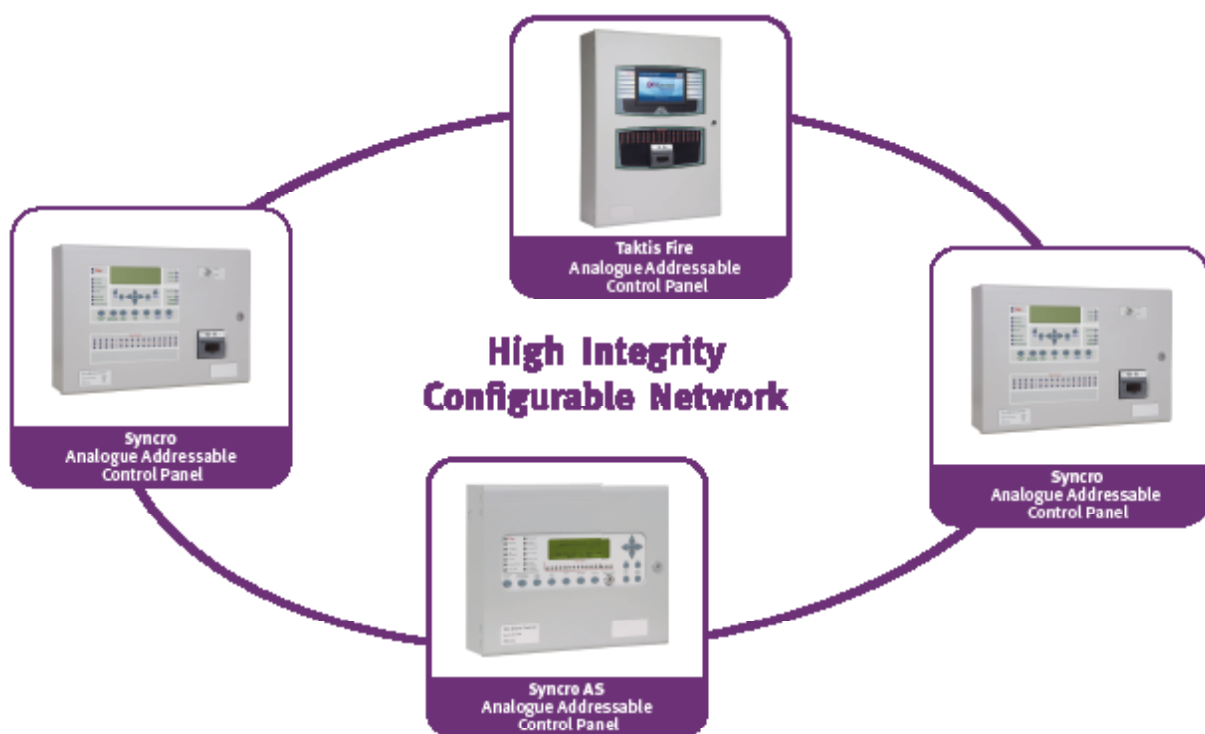 Taktis Fire
Analogue Addressable
Control Panel
Syncro
Analogue Addressable
Control Panel
High Integrity
Configurable Network
Syncro
Analogue Addressable
Control Panel
Syncro AS
Analogue Addressable
Control Panel